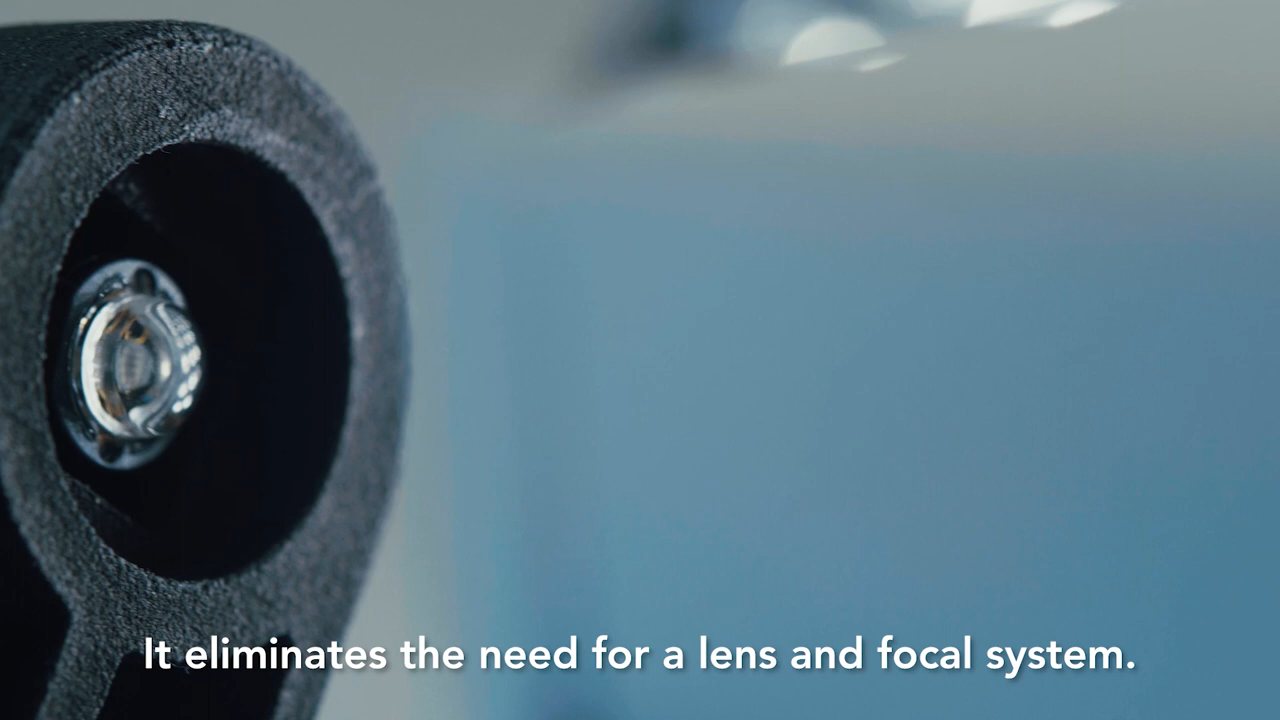 It eliminates the need for a lens and focal system.